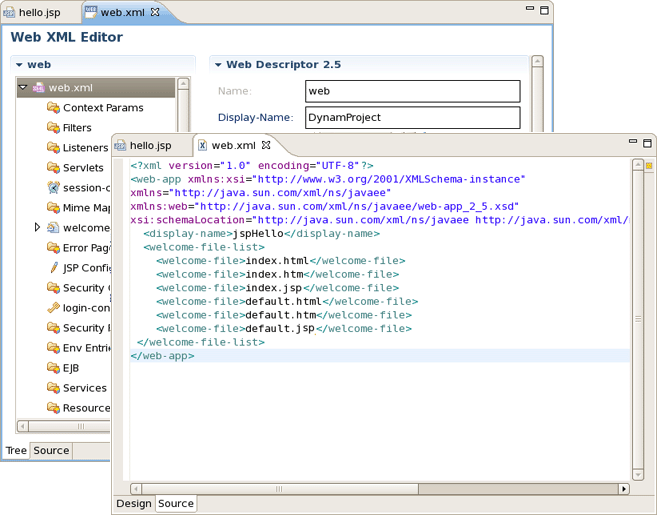 hello.jsp
web.xml
Web XML Editor
web
web.xml
Context Params
Filters
Listeners
Servlets
session-c
Mime Map
welcome
Error Pag
JSP Config
Security C
login-con
Security
Env Entrie
EJB
Services
Resource
Tree Source
Web Descriptor 2.5
Name: web
Display-Name: DynamProject
hello.jsp
web.xml
<?xml version="1.0" encoding="UTF-8"?>
<web-app xmlns:xsi="http://www.w3.org/2001/XMLSchema-instance"
xmlns="http://java.sun.com/xml/ns/javaee"
xmlns:web="http://java.sun.com/xml/ns/javaee/web-app_2_5.xsd"
xsi:schemaLocation="http://java.sun.com/xml/ns/javaee http://java.sun.com/xml/
<display-name>jspHello</display-name>
<welcome-file-list>
<welcome-file>index.html</welcome-file>
<welcome-file>index.htm</welcome-file>
<welcome-file>index.jsp</welcome-file>
<welcome-file>default.html</welcome-file>
<welcome-file>default.htm</welcome-file>
<welcome-file>default.jsp</welcome-file>
</welcome-file-list>
</web-app>
Design Source